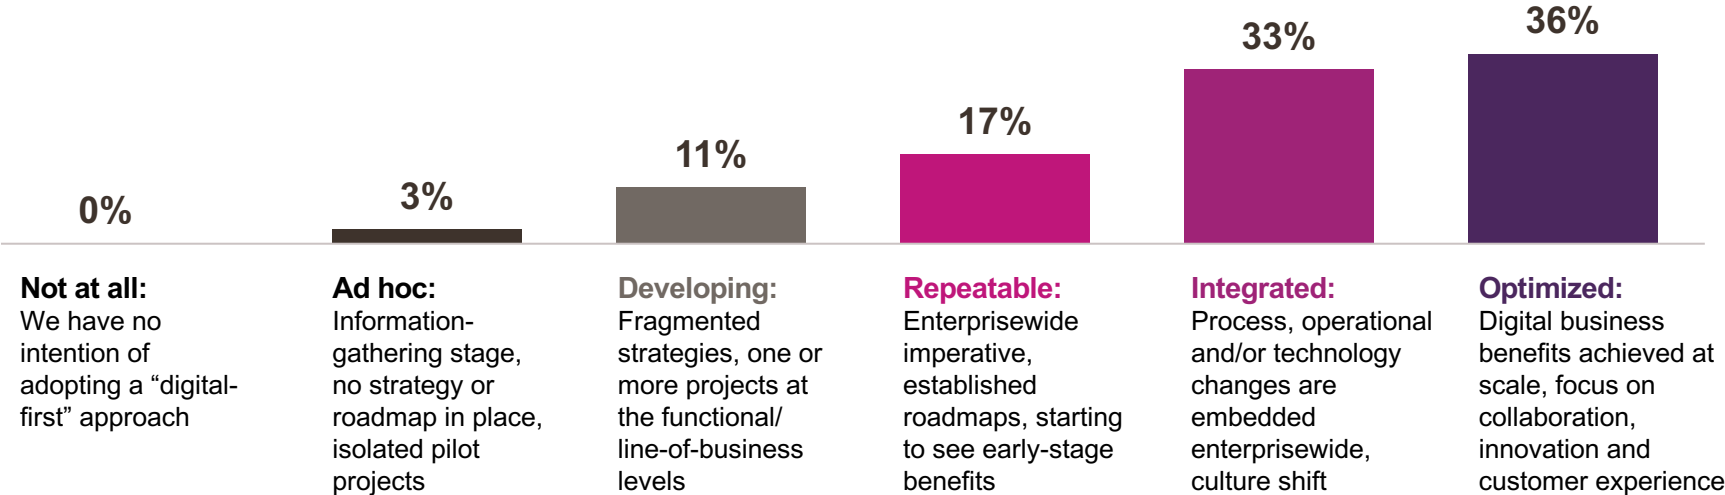 0%
3%
11%
17%
33%
36%
Not at all:
We have no
intention of
adopting a “digital-
first” approach
Ad hoc:
Information-
gathering stage,
no strategy or
roadmap in place,
isolated pilot
projects
Developing:
Fragmented
strategies, one or
more projects at
the functional/
line-of-business
levels
Repeatable:
Enterprisewide
imperative,
established
roadmaps, starting
to see early-stage
benefits
Integrated:
Process, operational
and/or technology
changes are
embedded
enterprisewide,
culture shift
Optimized:
Digital business
benefits achieved at
scale, focus on
collaboration,
innovation and
customer experience